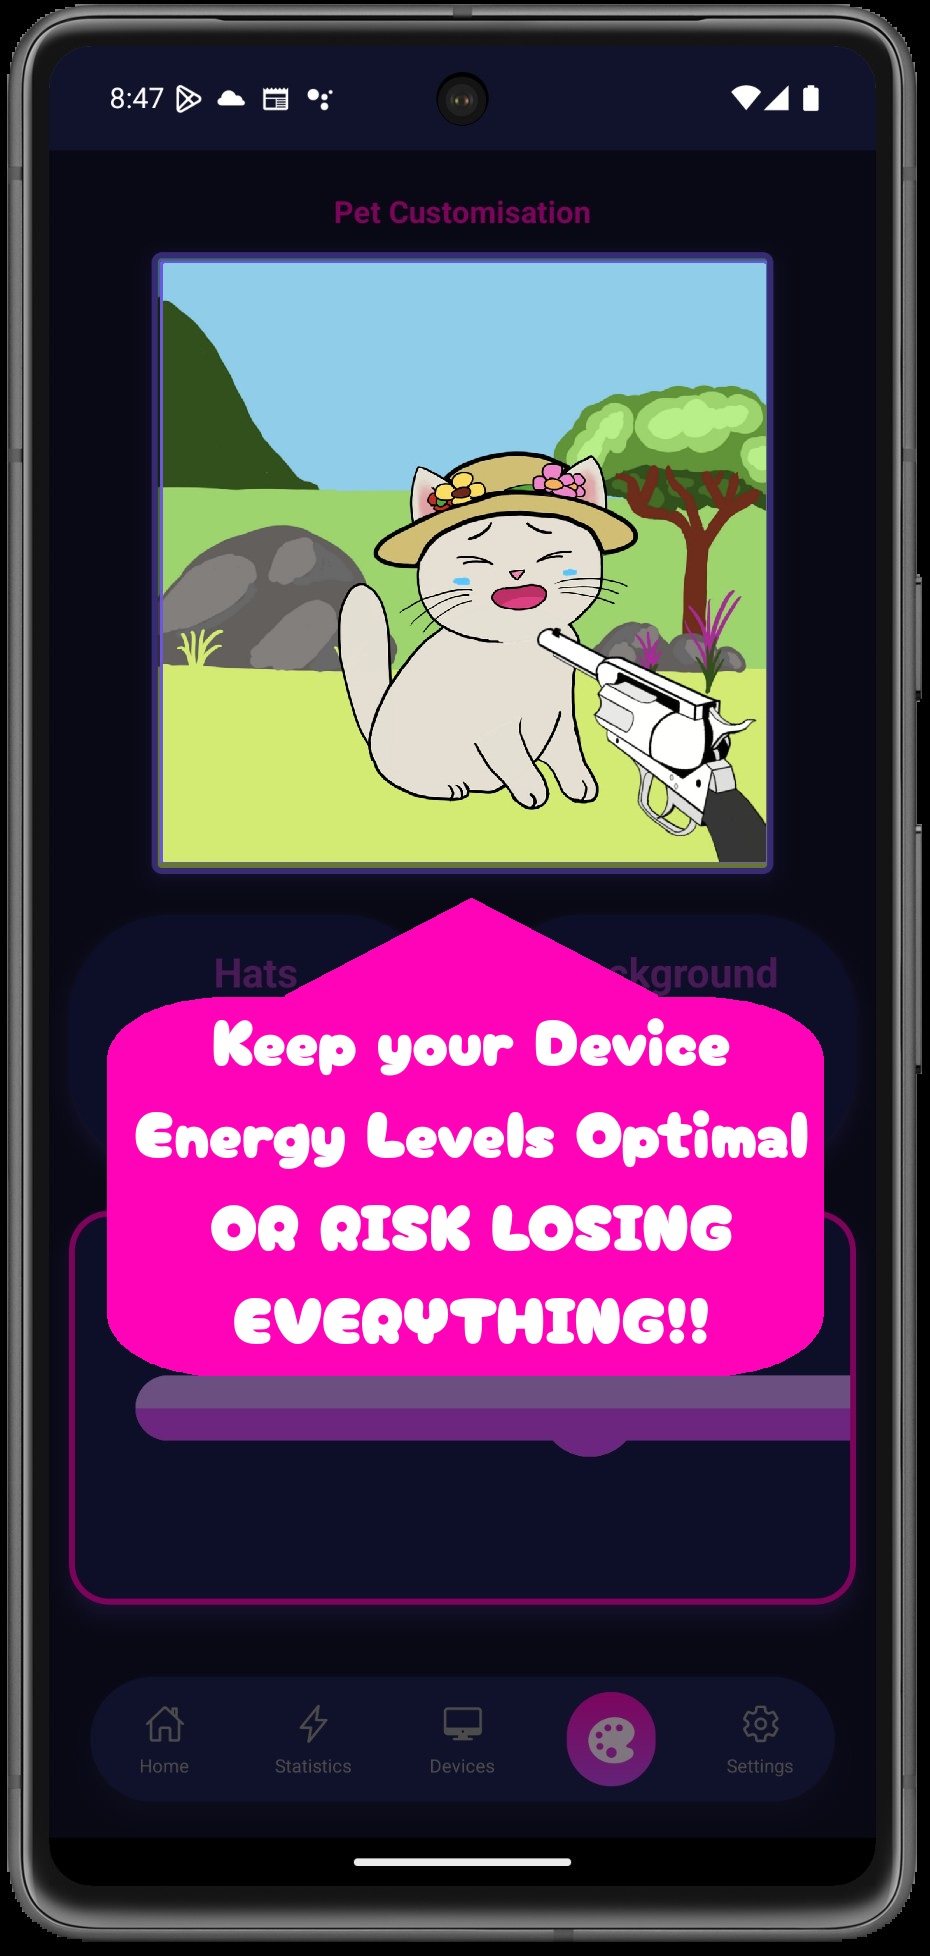 8:47
Pet Customisation
Hats
ckground
Keep your Device
Energy Levels Optimal
OR RISK LOSING
EVERYTHING!!
Home
Statistics
Devices
Settings